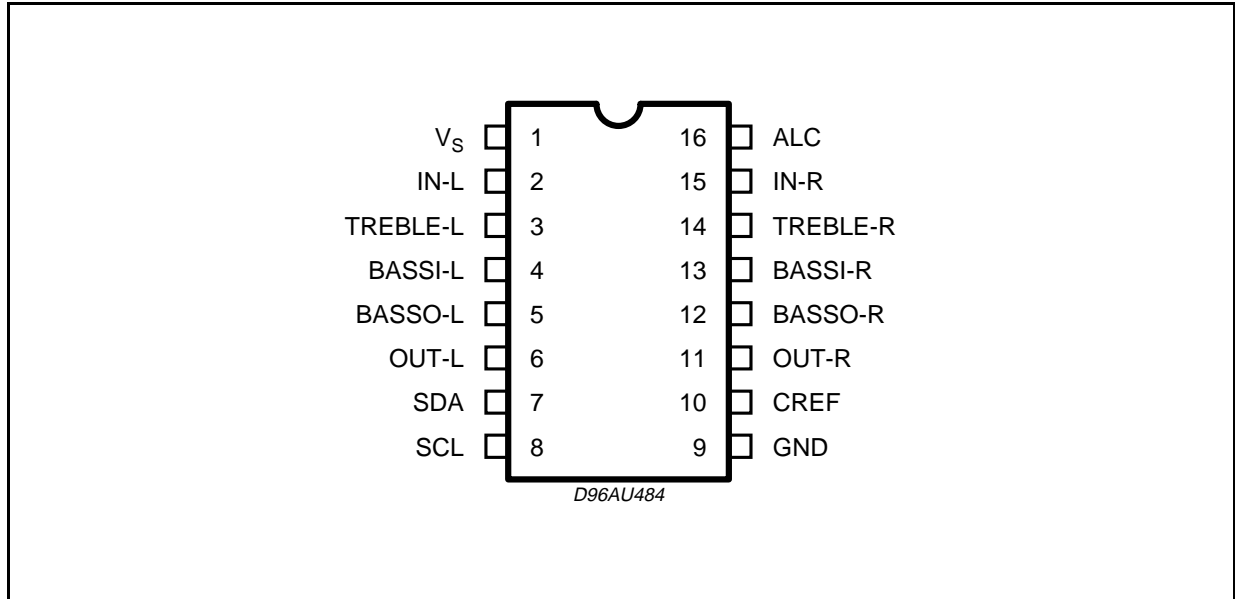 VS 1 16 ALC
IN-L 2 15 IN-R
TREBLE-L 3 14 TREBLE-R
BASSI-L 4 13 BASSI-R
BASSO-L 5 12 BASSO-R
OUT-L 6 11 OUT-R
SDA 7 10 CREF
SCL 8 9 GND
D96AU484